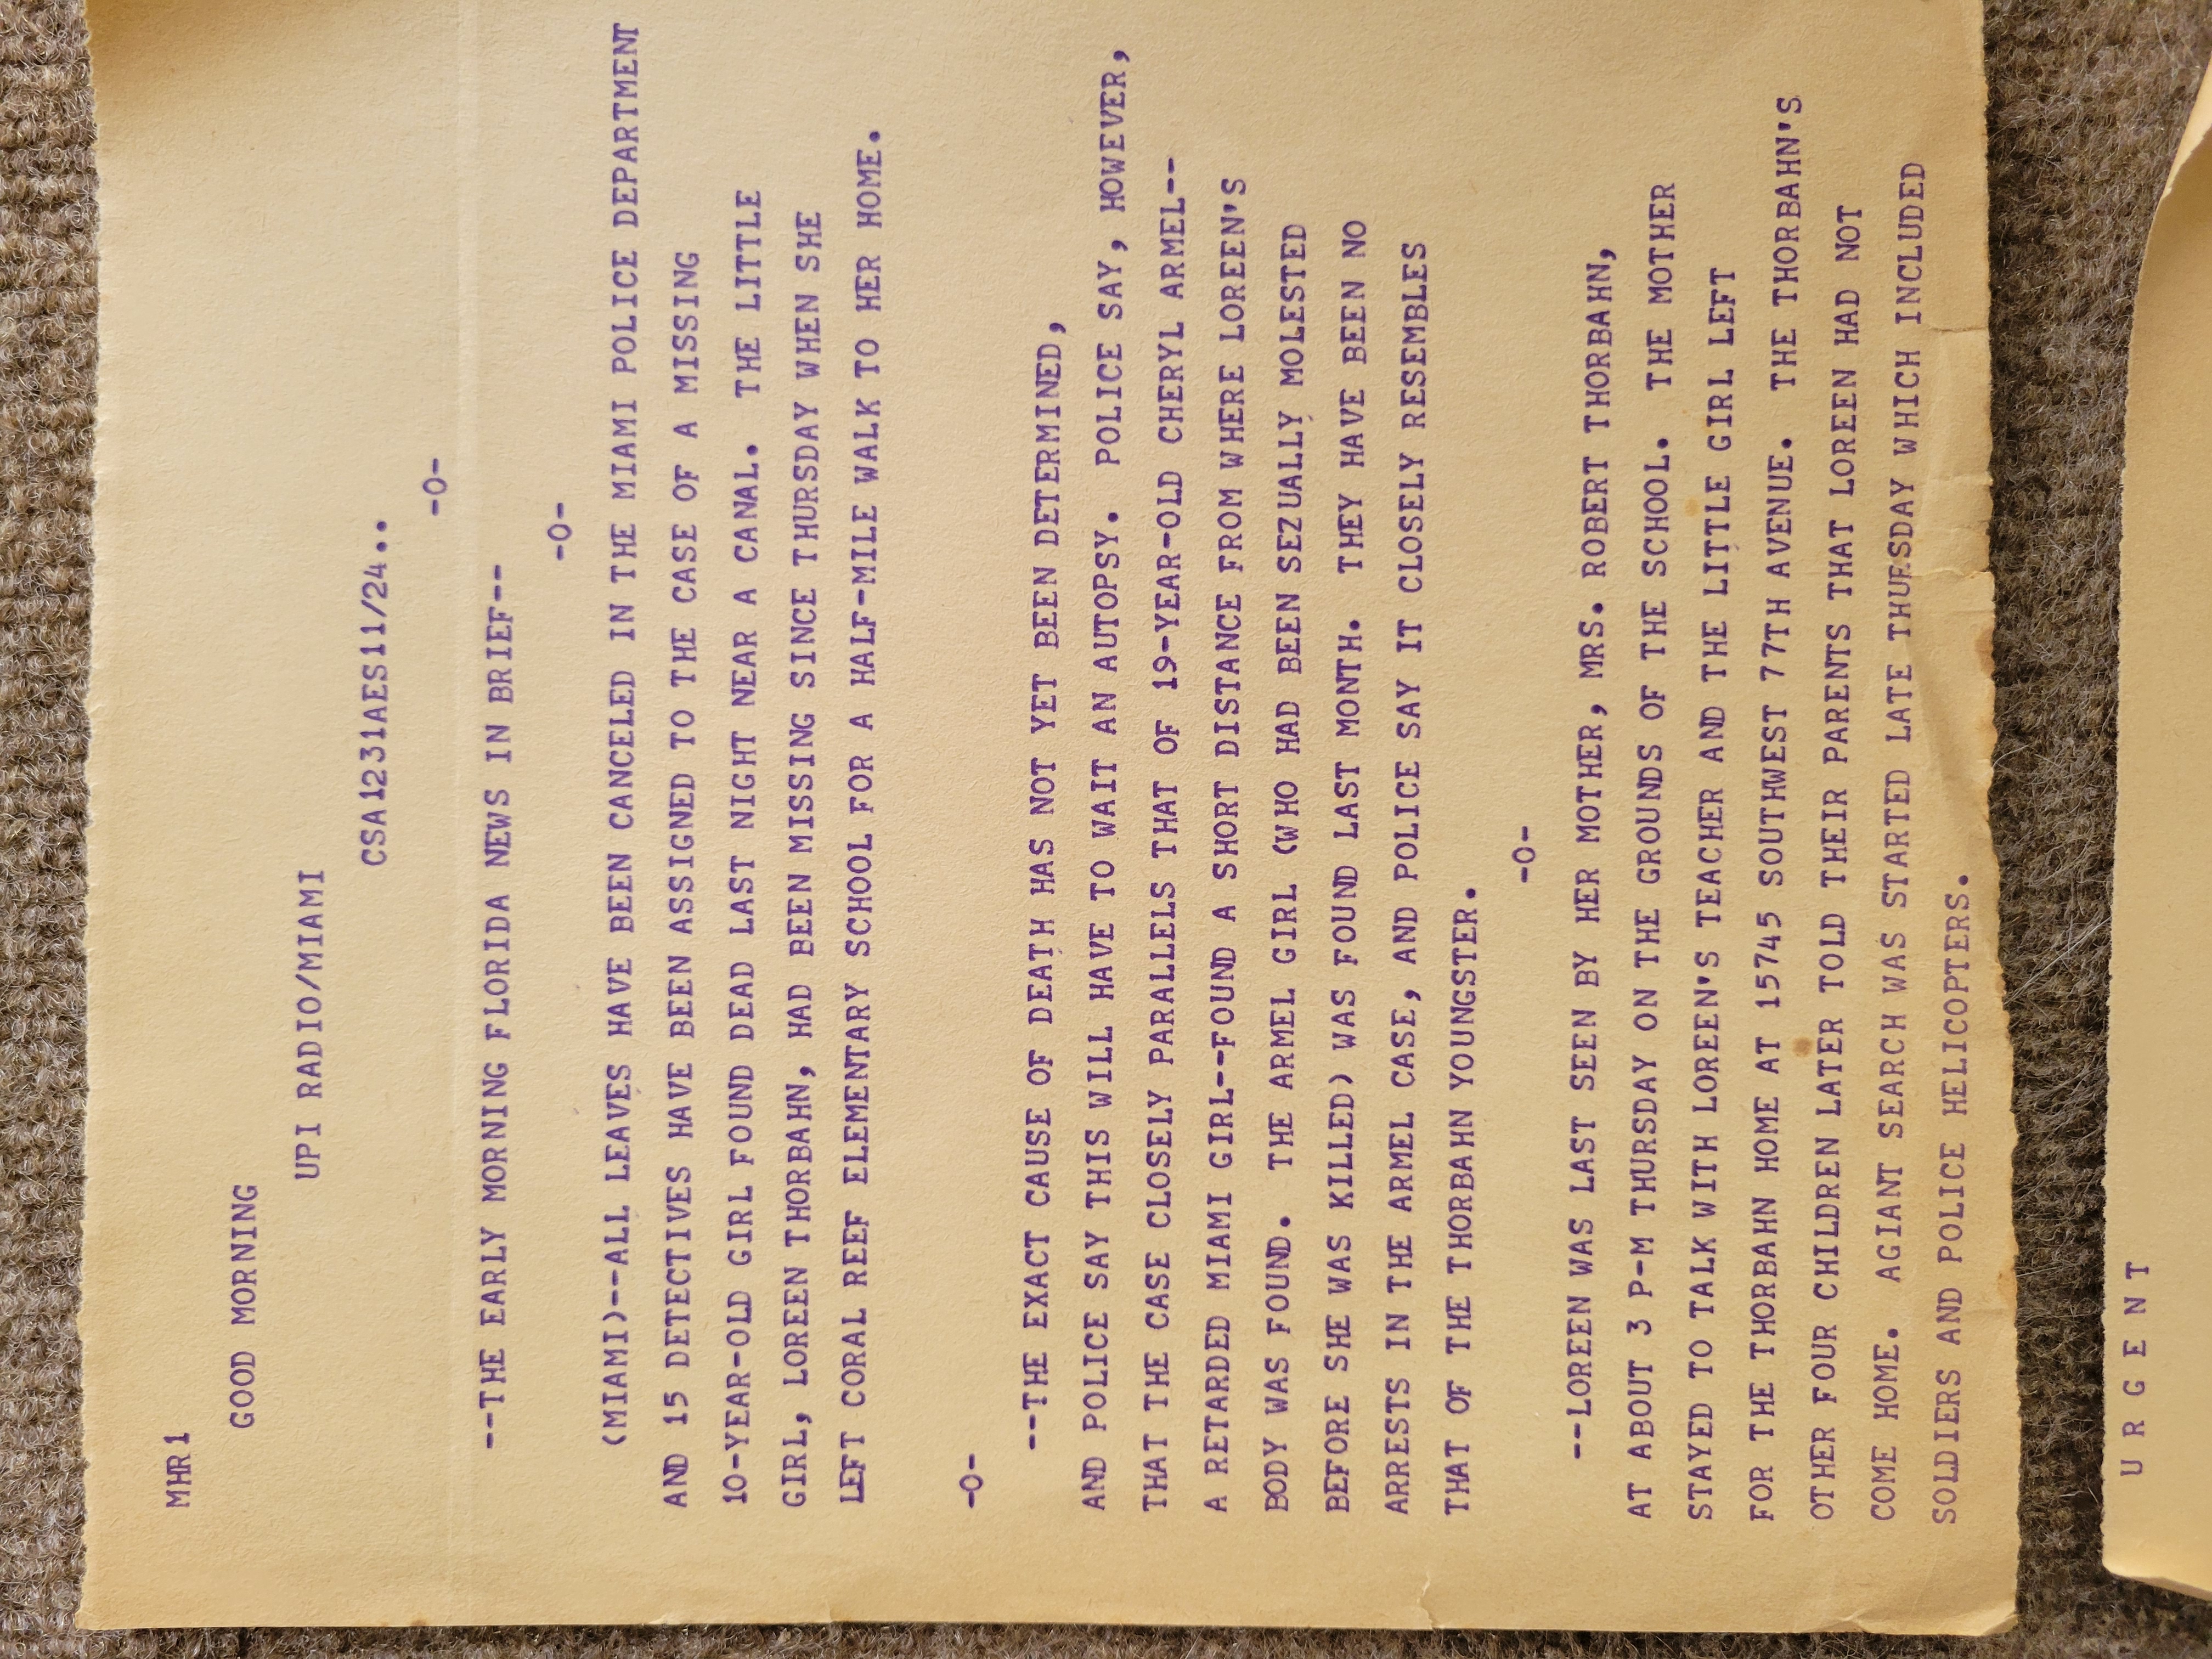 MHR1
GOOD MORNING
UPI RADIO/MIAMI
CSA1231AES11/24..
-0-
--THE EARLY MORNING FLORIDA NEWS IN BRIEF--
-0-
(MIAMI)--ALL LEAVES HAVE BEEN CANCELED IN THE MIAMI POLICE DEPARTMENT
AND 15 DETECTIVES HAVE BEEN ASSIGNED TO THE CASE OF A MISSING
10-YEAR-OLD GIRL FOUND DEAD LAST NIGHT NEAR A CANAL. THE LITTLE
GIRL, LOREEN THORBAHN, HAD BEEN MISSING SINCE THURSDAY WHEN SHE
LEFT CORAL REEF ELEMENTARY SCHOOL FOR A HALF-MILE WALK TO HER HOME.
-0-
--THE EXACT CAUSE OF DEATH HAS NOT YET BEEN DETERMINED,
AND POLICE SAY THIS WILL HAVE TO WAIT AN AUTOPSY. POLICE SAY, HOWEVER,
THAT THE CASE CLOSELY PARALLELS THAT OF 19-YEAR-OLD CHERYL ARMEL--
A RETARDED MIAMI GIRL--FOUND A SHORT DISTANCE FROM WHERE LOREEN'S
BODY WAS FOUND. THE ARMEL GIRL (WHO HAD BEEN SEZUALLY MOLESTED
BEFORE SHE WAS KILLED) WAS FOUND LAST MONTH. THEY HAVE BEEN NO
ARRESTS IN THE ARMEL CASE, AND POLICE SAY IT CLOSELY RESEMBLES
THAT OF THE THORBAHN YOUNGSTER.
-0-
--LOREEN WAS LAST SEEN BY HER MOTHER, MRS. ROBERT THORBAHN,
AT ABOUT 3 P-M THURSDAY ON THE GROUNDS OF THE SCHOOL. THE MOTHER
STAYED TO TALK WITH LOREEN'S TEACHER AND THE LITTLE GIRL LEFT
FOR THE THORBAHN HOME AT 15745 SOUTHWEST 77TH AVENUE. THE THORBAHN'S
OTHER FOUR CHILDREN LATER TOLD THEIR PARENTS THAT LOREEN HAD NOT
COME HOME. AGIANT SEARCH WAS STARTED LATE THURSDAY WHICH INCLUDED
SOLDIERS AND POLICE HELICOPTERS.
U R G E N T